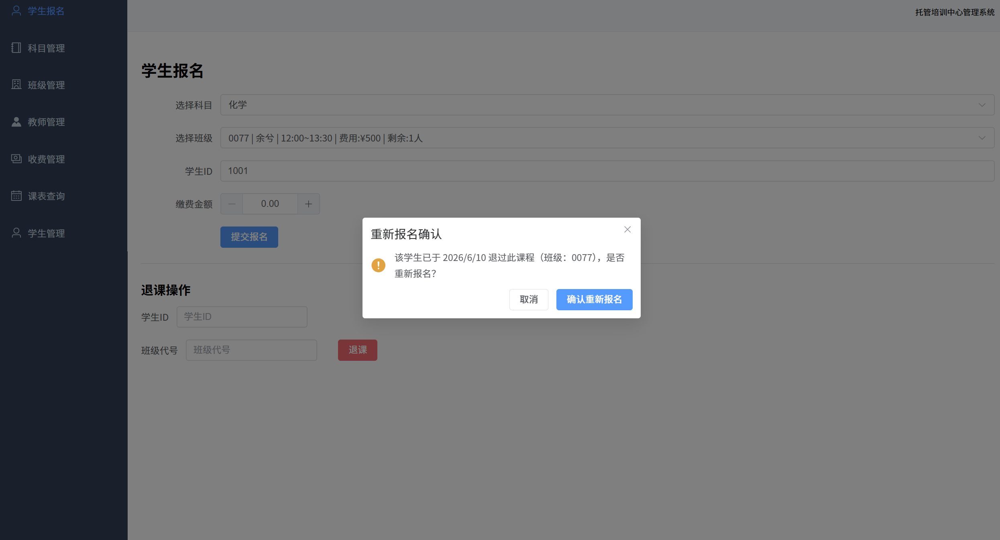 学生报名
科目管理
班级管理
教师管理
收费管理
课表查询
学生管理
托管培训中心管理系统
学生报名
选择科目 化学
选择班级 0077 | 余兮 | 12:00~13:30 | 费用:¥500 | 剩余:1人
学生ID 1001
缴费金额 0.00
提交报名
重新报名确认
该学生已于 2026/6/10 退过此课程（班级：0077），是否
重新报名？
取消 确认重新报名
退课操作
学生ID 学生ID
班级代号 班级代号 退课